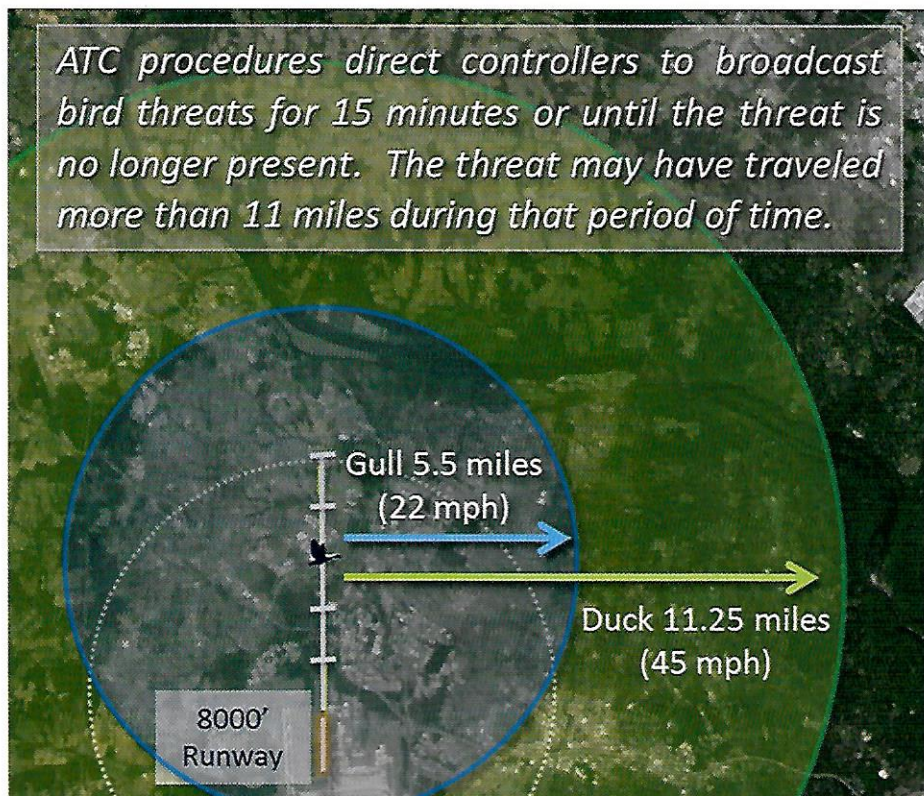 ATC procedures direct controllers to broadcast
bird threats for 15 minutes or until the threat is
no longer present. The threat may have traveled
more than 11 miles during that period of time.
Gull 5.5 miles
(22 mph)
Duck 11.25 miles
(45 mph)
8000'
Runway